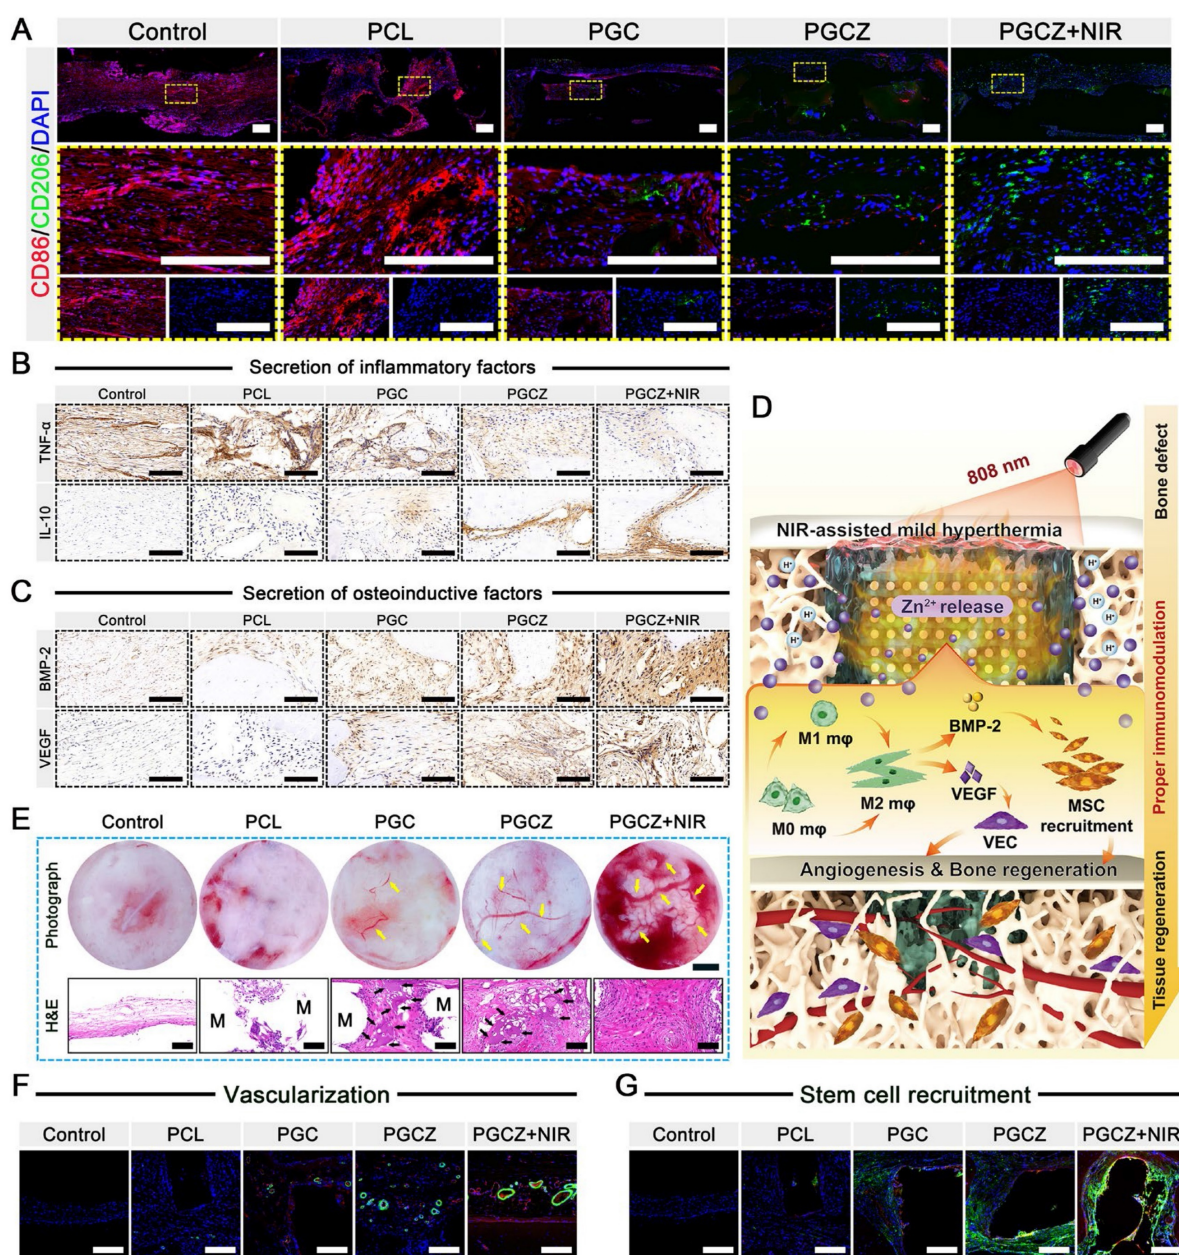 A
Control PCL PGC PGCZ PGCZ+NIR
CD86/CD206/DAPI
B
Secretion of inflammatory factors
Control PCL PGC PGCZ PGCZ+NIR
TNF-α
IL-10
C
Secretion of osteoinductive factors
Control PCL PGC PGCZ PGCZ+NIR
BMP-2
VEGF
D
808 nm
NIR-assisted mild hyperthermia
H⁺ H⁺
H⁺ H⁺
H⁺ H⁺
Zn²⁺ release
M1 mφ
BMP-2
M2 mφ
VEGF
MSC
recruitment
M0 mφ
VEC
Angiogenesis & Bone regeneration
Bone defect
Proper immunomodulation
Tissue regeneration
E
Control PCL PGC PGCZ PGCZ+NIR
Photograph
H&E
M M M M
F
Vascularization
Control PCL PGC PGCZ PGCZ+NIR
G
Stem cell recruitment
Control PCL PGC PGCZ PGCZ+NIR